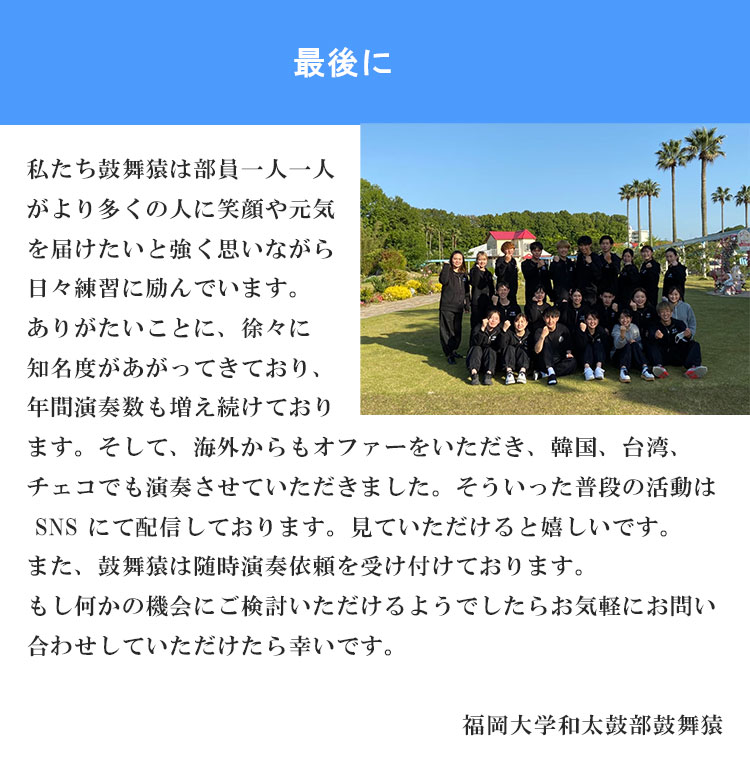 最後に
私たち鼓舞猿は部員一人一人
がより多くの人に笑顔や元気
を届けたいと強く思いながら
日々練習に励んでいます。
ありがたいことに、徐々に
知名度があがってきており、
年間演奏数も増え続けており
ます。そして、海外からもオファーをいただき、韓国、台湾、
チェコでも演奏させていただきました。そういった普段の活動は
SNS にて配信しております。見ていただけると嬉しいです。
また、鼓舞猿は随時演奏依頼を受け付けております。
もし何かの機会にご検討いただけるようでしたらお気軽にお問い
合わせしていただけたら幸いです。
福岡大学和太鼓部鼓舞猿